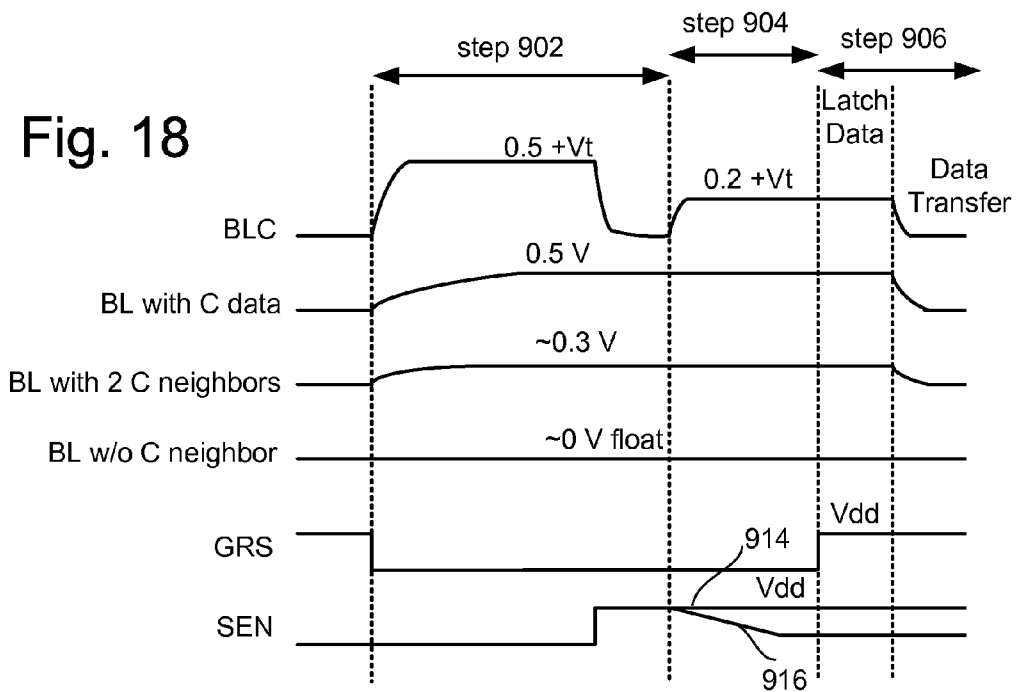 step 904
step 902
step 906
Latch
Data
Fig. 18
0.5 +Vt
0.2 +Vt
Data
Transfer
BLC
0.5 V
BL with C data
~0.3 V
BL with 2 C neighbors
~0 V float
BL w/o C neighbor
Vdd
914
GRS
Vdd
SEN
916